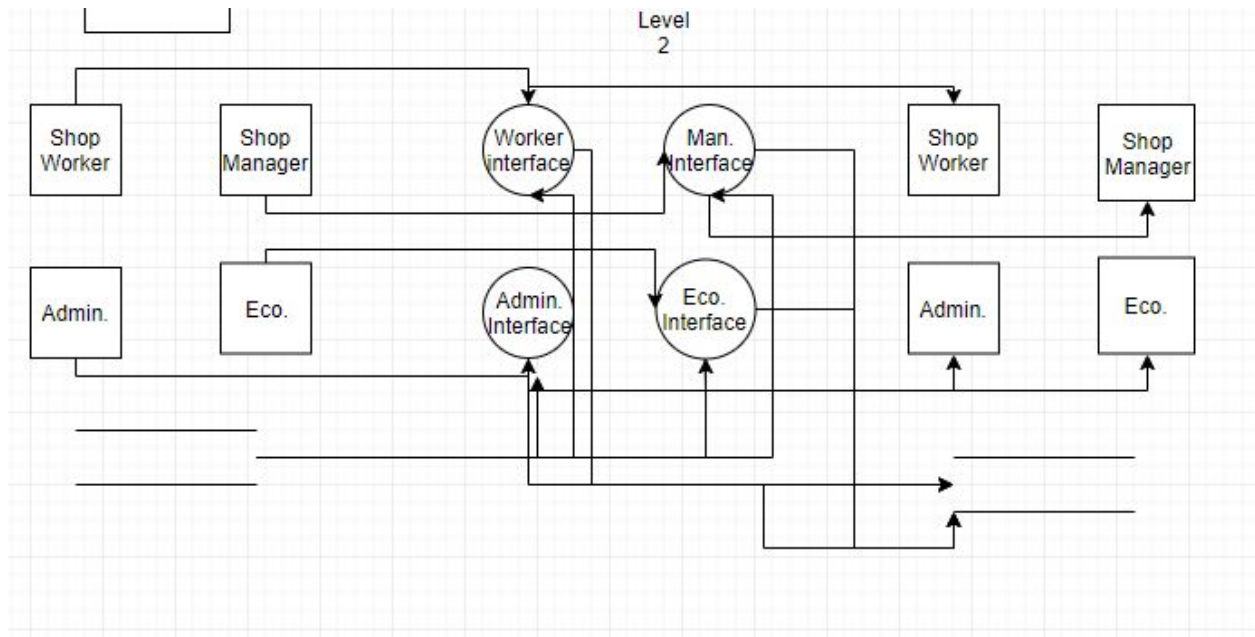 Level
2
Shop
Worker
Shop
Manager
Worker
interface
Man.
Interface
Shop
Worker
Shop
Manager
Admin.
Eco.
Admin.
Interface
Eco.
Interface
Admin.
Eco.